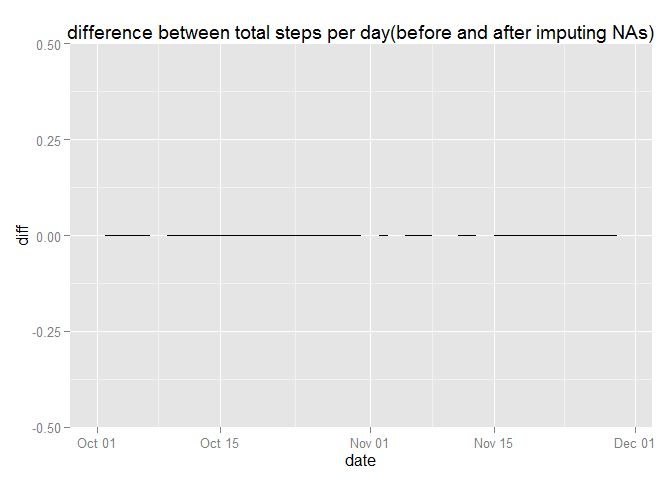 difference between total steps per day(before and after imputing NAs)
0.50
0.25
0.00
-0.25
-0.50
diff
Oct 01
Oct 15
Nov 01
Nov 15
Dec 01
date